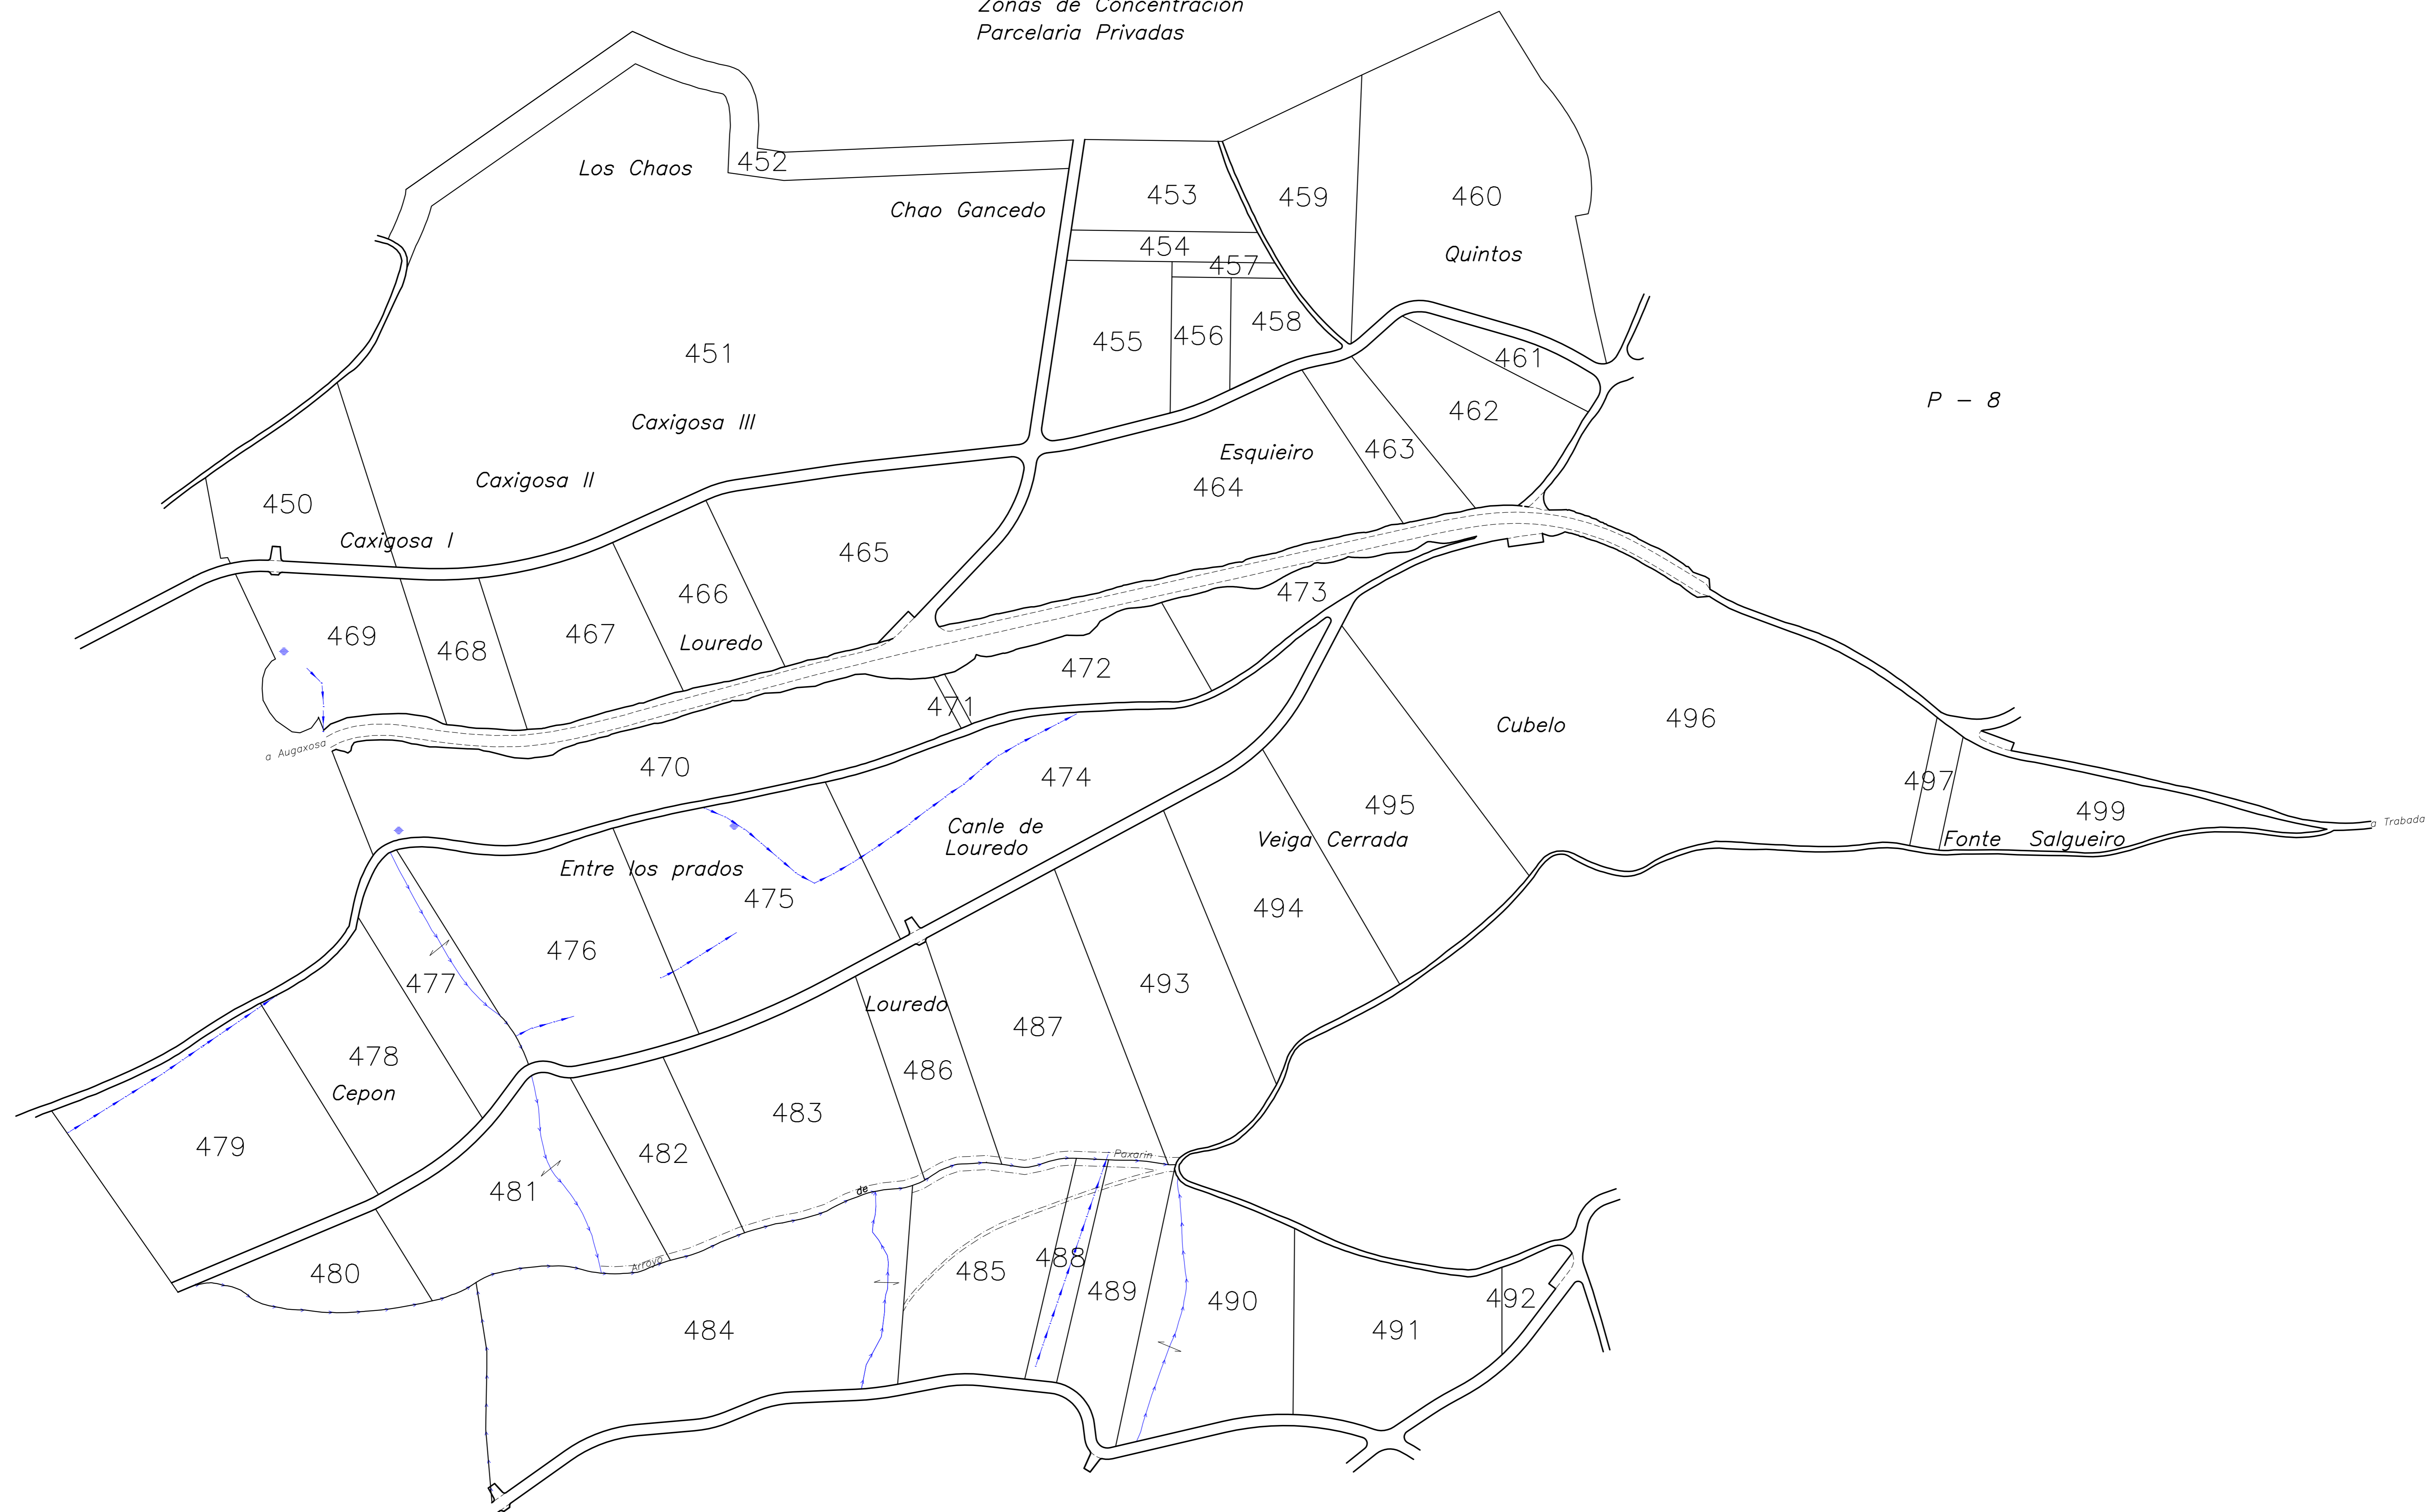 Zonas de Concentracion
Parcelaria Privadas
452
Los Chaos
453
459
460
Chao Gancedo
454
Quintos
457
458
456
455
451
461
P - 8
462
Caxigosa III
463
Esquieiro
Caxigosa II
464
450
Caxigosa I
465
466
473
469
467
Louredo
468
472
471
496
Cubelo
a Augaxosa
470
474
497
495
499
a Trabada
Canle de
Louredo
Veiga Cerrada
Fonte Salgueiro
Entre los prados
475
494
476
477
493
Louredo
487
478
486
Cepon
483
479
482
Paxarin
481
de
Arroyo
488
485
480
489
490
492
484
491